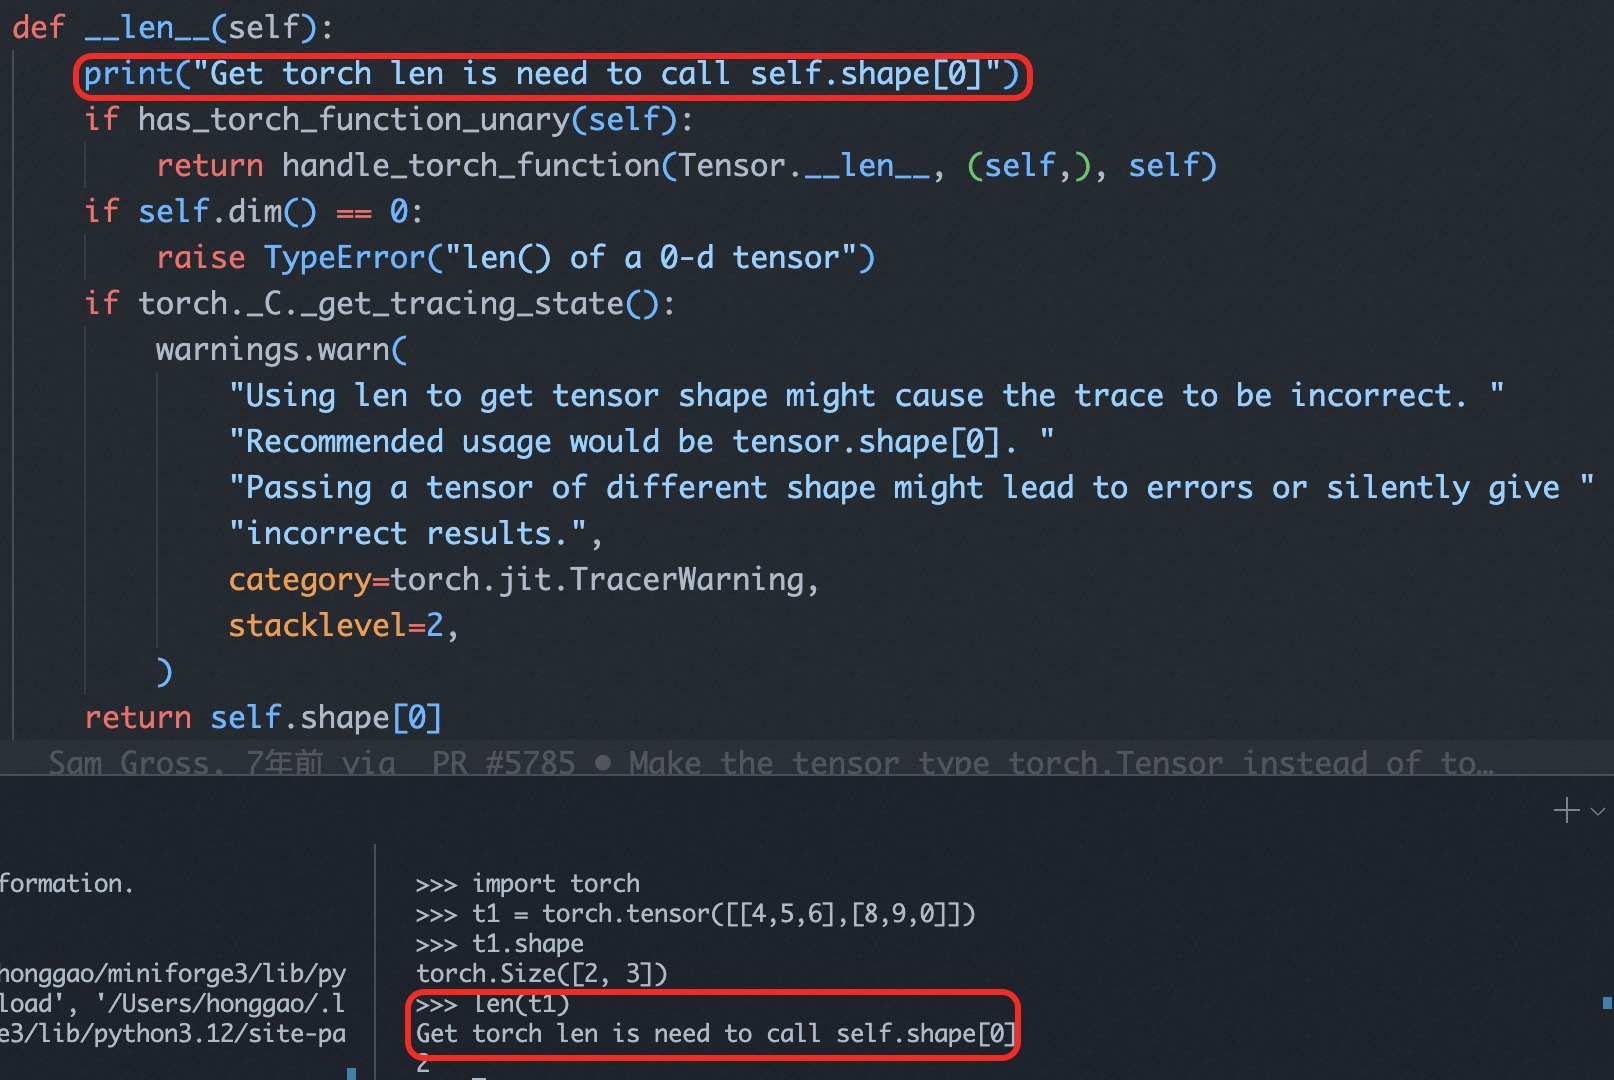 def __len__(self):
print("Get torch len is need to call self.shape[0]")
if has_torch_function_unary(self):
return handle_torch_function(Tensor.__len__, (self,), self)
if self.dim() == 0:
raise TypeError("len() of a 0-d tensor")
if torch._C._get_tracing_state():
warnings.warn(
"Using len to get tensor shape might cause the trace to be incorrect. "
"Recommended usage would be tensor.shape[0]. "
"Passing a tensor of different shape might lead to errors or silently give "
"incorrect results.",
category=torch.jit.TracerWarning,
stacklevel=2,
)
return self.shape[0]
Sam Gross, 7年前 via PR #5785 ● Make the tensor type torch.Tensor instead of to…
formation.
honggao/miniforge3/lib/py
load', '/Users/honggao/.l
e3/lib/python3.12/site-pa
>>> import torch
>>> t1 = torch.tensor([[4,5,6],[8,9,0]])
>>> t1.shape
torch.Size([2, 3])
>>> len(t1)
Get torch len is need to call self.shape[0]
2